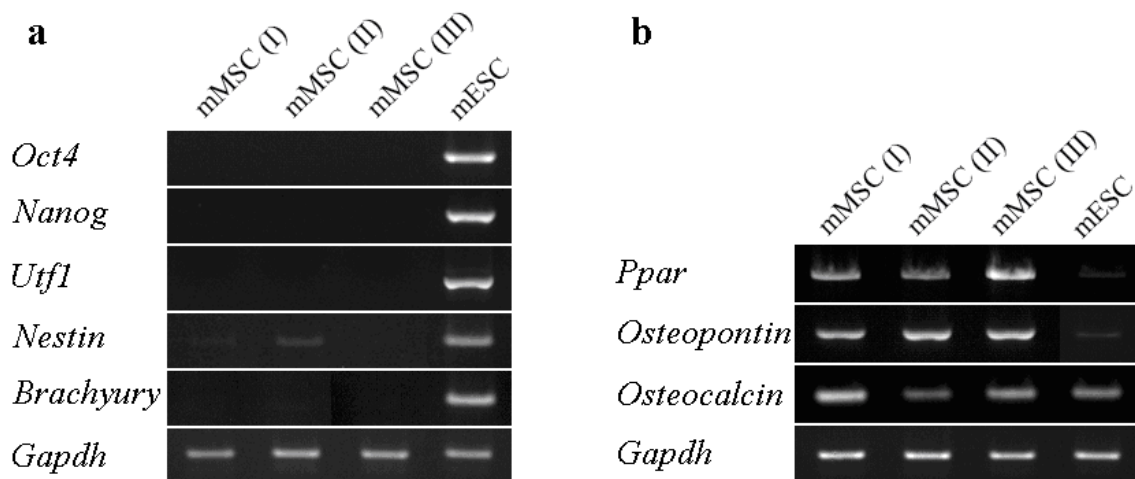 a
mMSC (I) mMSC (II) mMSC (III) mESC
Oct4
Nanog
Utf1
Nestin
Brachyury
Gapdh
b
mMSC (I) mMSC (II) mMSC (III) mESC
Ppar
Osteopontin
Osteocalcin
Gapdh